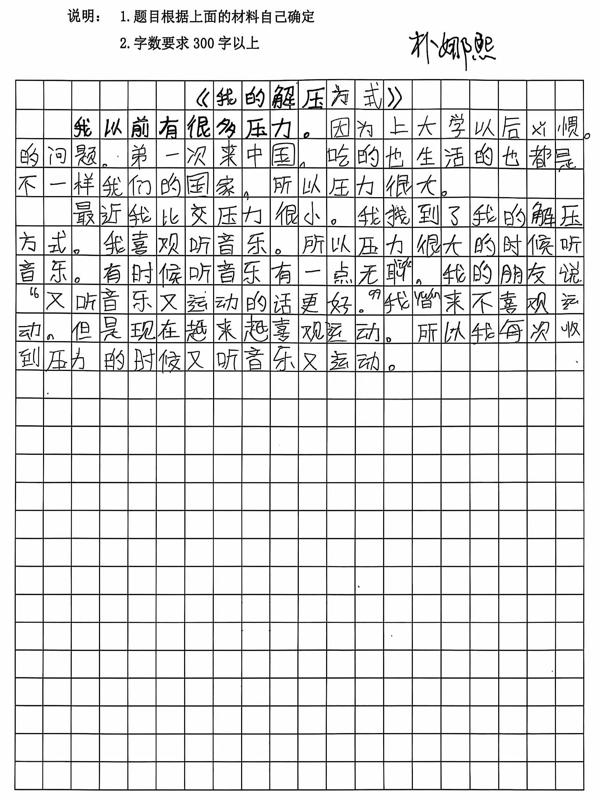 说明： 1.题目根据上面的材料自己确定
2.字数要求300字以上
朴娜熙
《我的解压方式》
我以前有很多压力。因为上大学以后习惯。
的问题。弟一次来中国，吃的也生活的也都是
不一样我们的国家，所以压力很大。
最近我比交压力很小。我找到了我的解压
方式。我喜观听音乐。所以压力很大的时候听
音乐。有时候听音乐有一点无聊。我的朋友说
“又听音乐又运动的话更好。”我 来不喜观运
动。但是现在越来越喜观运动。所以我每次收
到压力的时候又听音乐又运动。